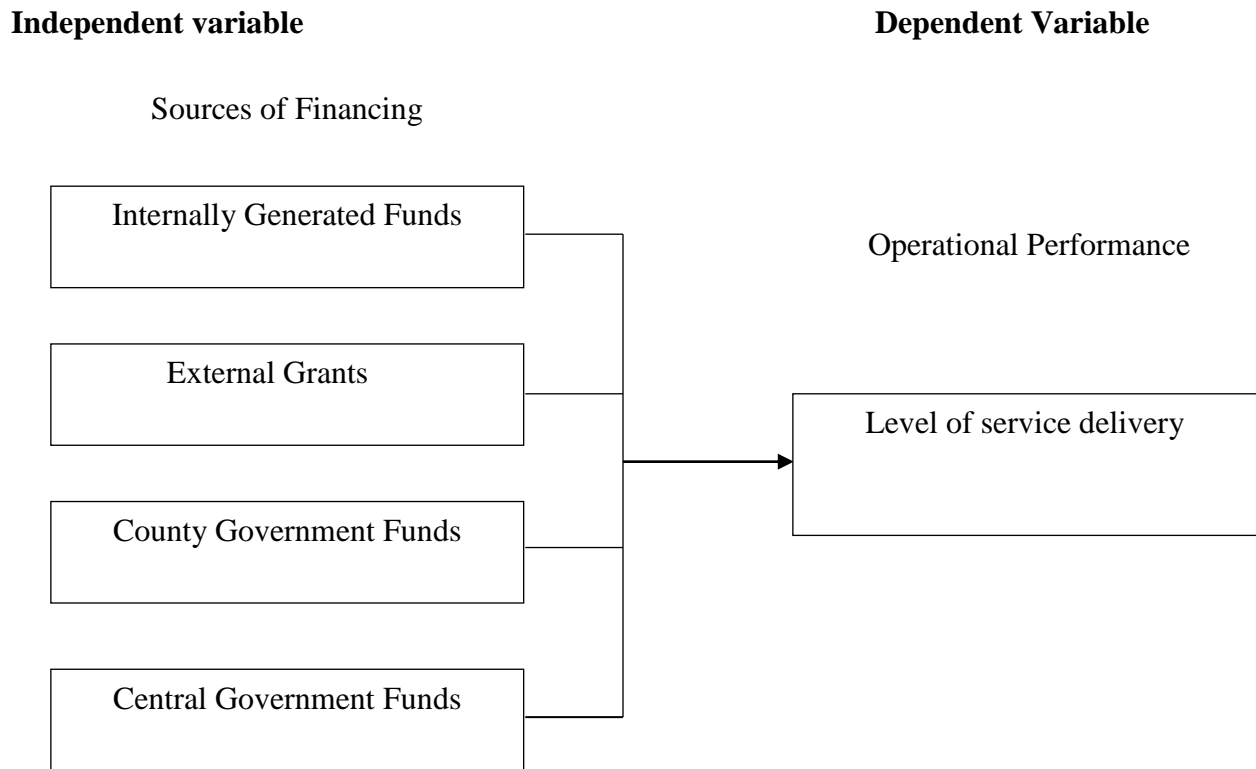 Independent variable
Dependent Variable
Sources of Financing
Internally Generated Funds
Operational Performance
External Grants
Level of service delivery
County Government Funds
Central Government Funds